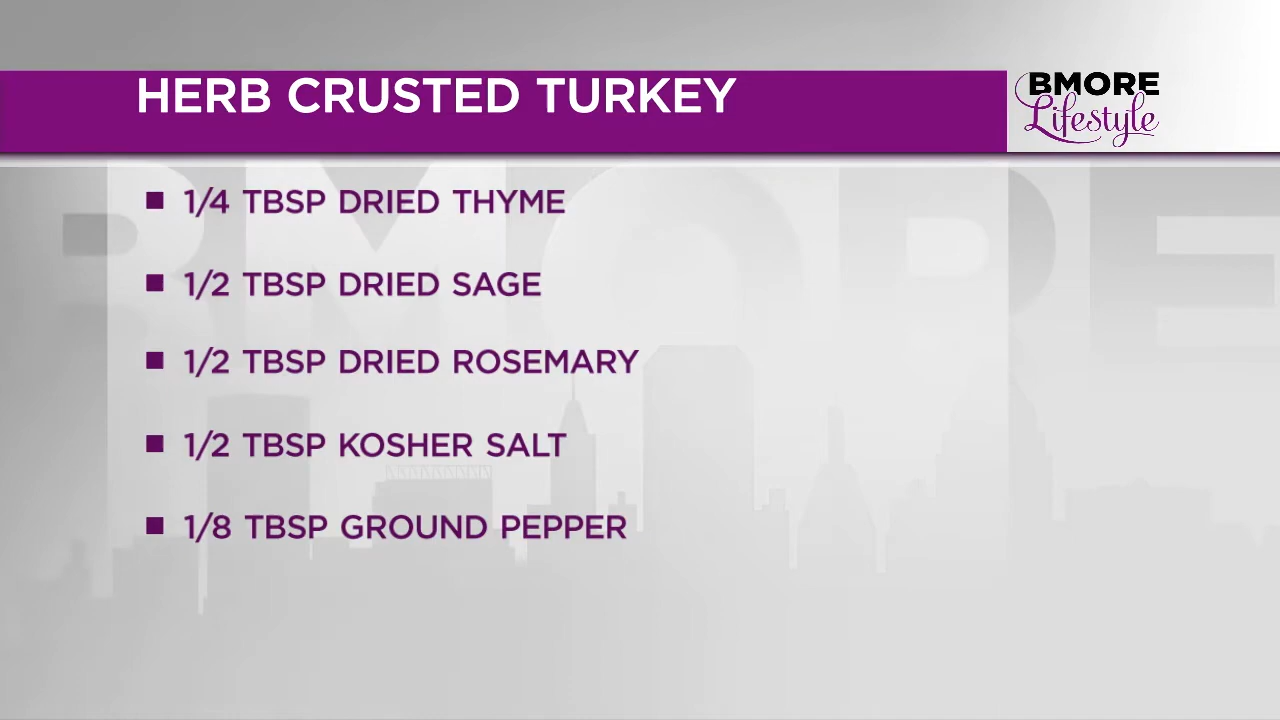 HERB CRUSTED TURKEY
BMORE
Lifestyle
1/4 TBSP DRIED THYME
1/2 TBSP DRIED SAGE
1/2 TBSP DRIED ROSEMARY
1/2 TBSP KOSHER SALT
1/8 TBSP GROUND PEPPER
BMORE